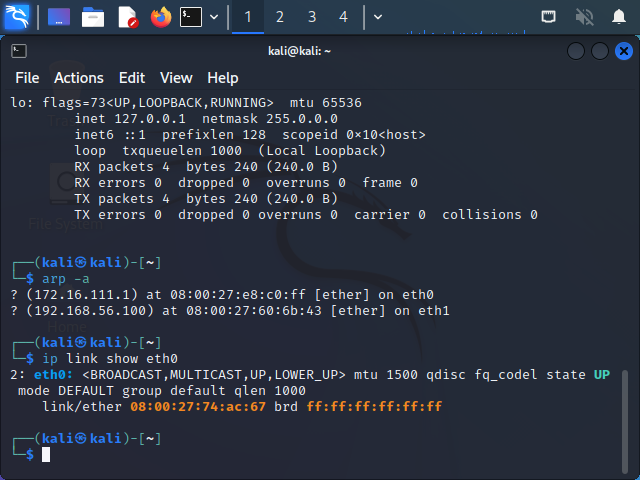 1 2 3 4
kali@kali: ~
File Actions Edit View Help
lo: flags=73<UP,LOOPBACK,RUNNING>  mtu 65536
        inet 127.0.0.1  netmask 255.0.0.0
        inet6 ::1  prefixlen 128  scopeid 0×10<host>
        loop  txqueuelen 1000  (Local Loopback)
        RX packets 4  bytes 240 (240.0 B)
        RX errors 0  dropped 0  overruns 0  frame 0
        TX packets 4  bytes 240 (240.0 B)
        TX errors 0  dropped 0 overruns 0  carrier 0  collisions 0
┌──(kali㉿kali)-[~]
└─$ arp -a
? (172.16.111.1) at 08:00:27:e8:c0:ff [ether] on eth0
? (192.168.56.100) at 08:00:27:60:6b:43 [ether] on eth1
┌──(kali㉿kali)-[~]
└─$ ip link show eth0
2: eth0: <BROADCAST,MULTICAST,UP,LOWER_UP> mtu 1500 qdisc fq_codel state UP
 mode DEFAULT group default qlen 1000
    link/ether 08:00:27:74:ac:67 brd ff:ff:ff:ff:ff:ff
┌──(kali㉿kali)-[~]
└─$
File System
Home